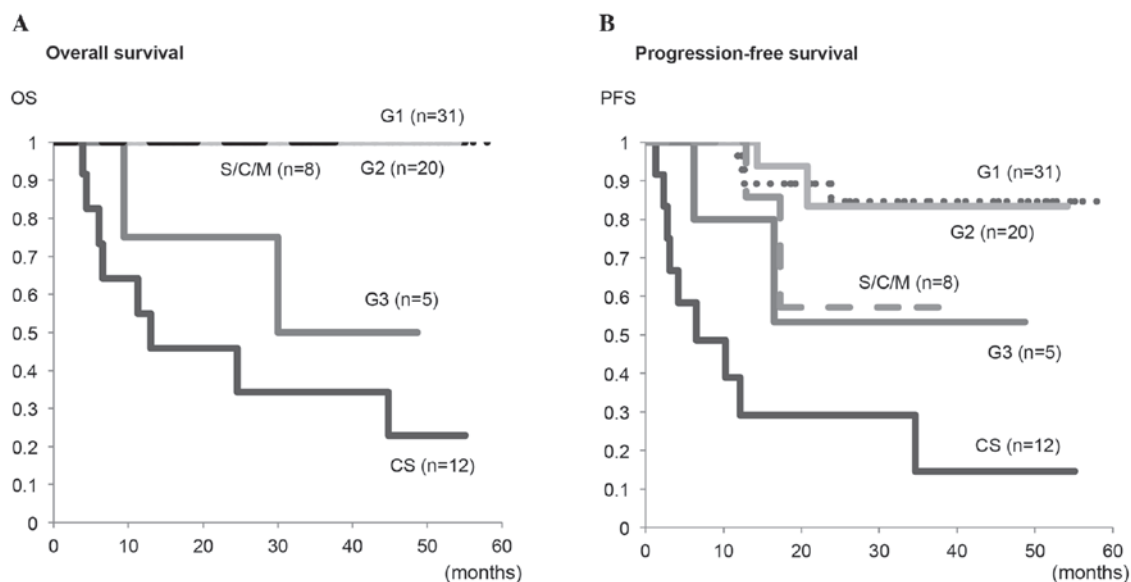 A
Overall survival
OS
G1 (n=31)
S/C/M (n=8)
G2 (n=20)
G3 (n=5)
CS (n=12)
1
0.9
0.8
0.7
0.6
0.5
0.4
0.3
0.2
0.1
0
0 10 20 30 40 50 60
(months)
B
Progression-free survival
PFS
G1 (n=31)
G2 (n=20)
S/C/M (n=8)
G3 (n=5)
CS (n=12)
1
0.9
0.8
0.7
0.6
0.5
0.4
0.3
0.2
0.1
0
0 10 20 30 40 50 60
(months)